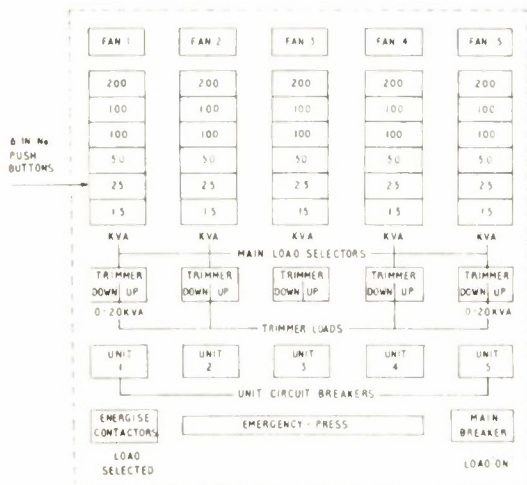 FAN 1 FAN 2 FAN 3 FAN 4 FAN 5
200 200 200 200 200
100 100 100 100 100
100 100 100 100 100
50 50 50 50 50
25 25 25 25 25
15 15 15 15 15
6 IN No
PUSH
BUTTONS
KVA KVA KVA KVA KVA
MAIN LOAD SELECTORS
TRIMMER TRIMMER TRIMMER TRIMMER TRIMMER
DOWN UP DOWN UP DOWN UP DOWN UP DOWN UP
0-20KVA 0-20KVA
TRIMMER LOADS
UNIT UNIT UNIT UNIT UNIT
1 2 3 4 5
UNIT CIRCUIT BREAKERS
ENERGISE
CONTACTORS
EMERGENCY - PRESS
MAIN
BREAKER
LOAD
SELECTED
LOAD ON